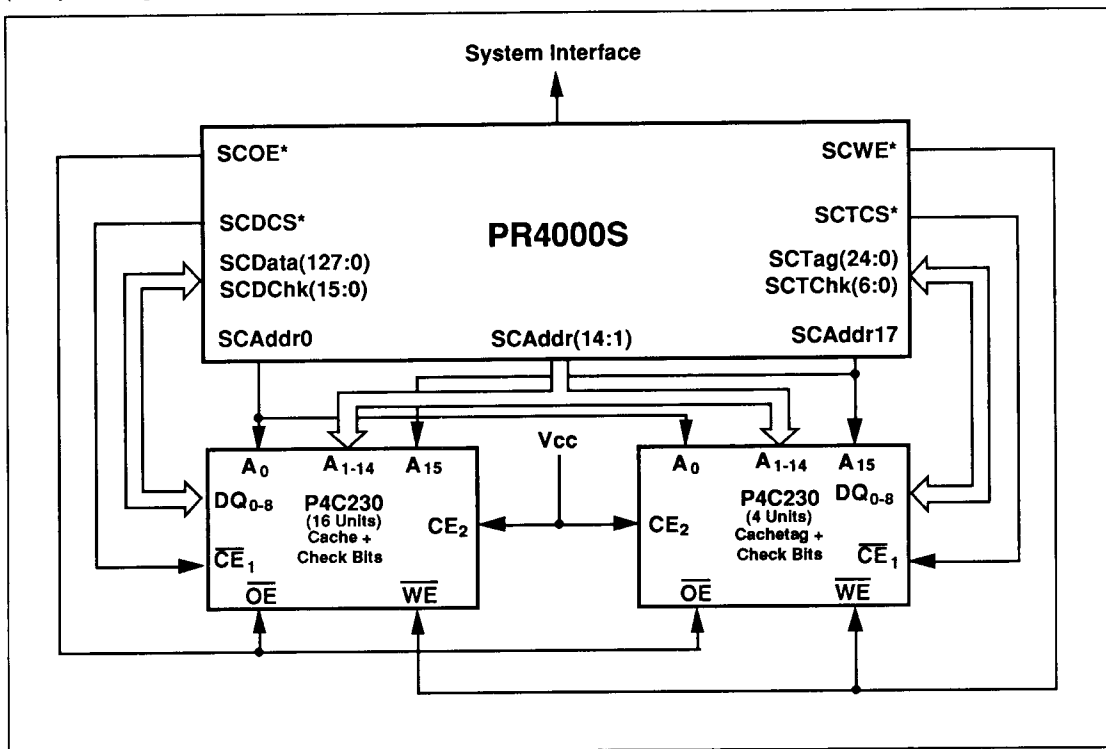 System Interface
SCOE*
SCWE*
SCDCS*
SCTCS*
PR4000S
SCData(127:0)
SCDChk(15:0)
SCTag(24:0)
SCTChk(6:0)
SCAddr0
SCAddr(14:1)
SCAddr17
Vcc
A0
A1-14
A15
DQ0-8
P4C230
(16 Units)
Cache +
Check Bits
CE2
CE1
OE
WE
A0
A1-14
A15
P4C230
(4 Units)
Cachetag +
Check Bits
DQ0-8
CE2
CE1
OE
WE